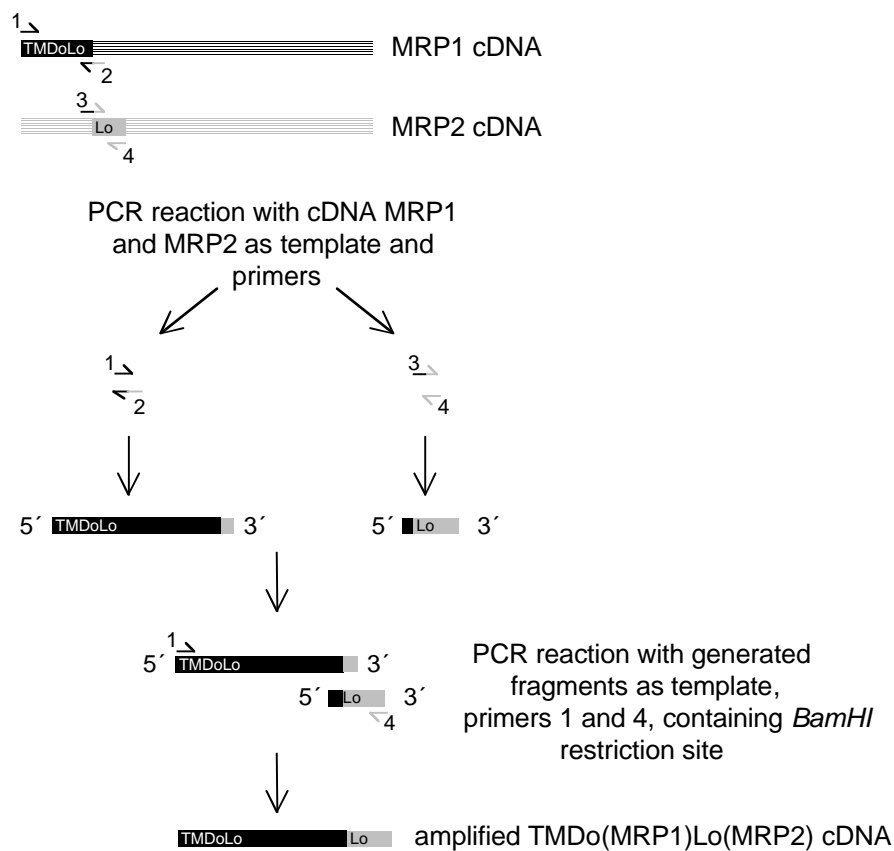 1
TMDoLo MRP1 cDNA
2
3
Lo MRP2 cDNA
4
PCR reaction with cDNA MRP1
and MRP2 as template and
primers
1 3
2 4
5´ TMDoLo 3´ 5´ Lo 3´
1
5´ TMDoLo 3´
5´ Lo 3´
4
PCR reaction with generated
fragments as template,
primers 1 and 4, containing BamHI
restriction site
TMDoLo Lo amplified TMDo(MRP1)Lo(MRP2) cDNA